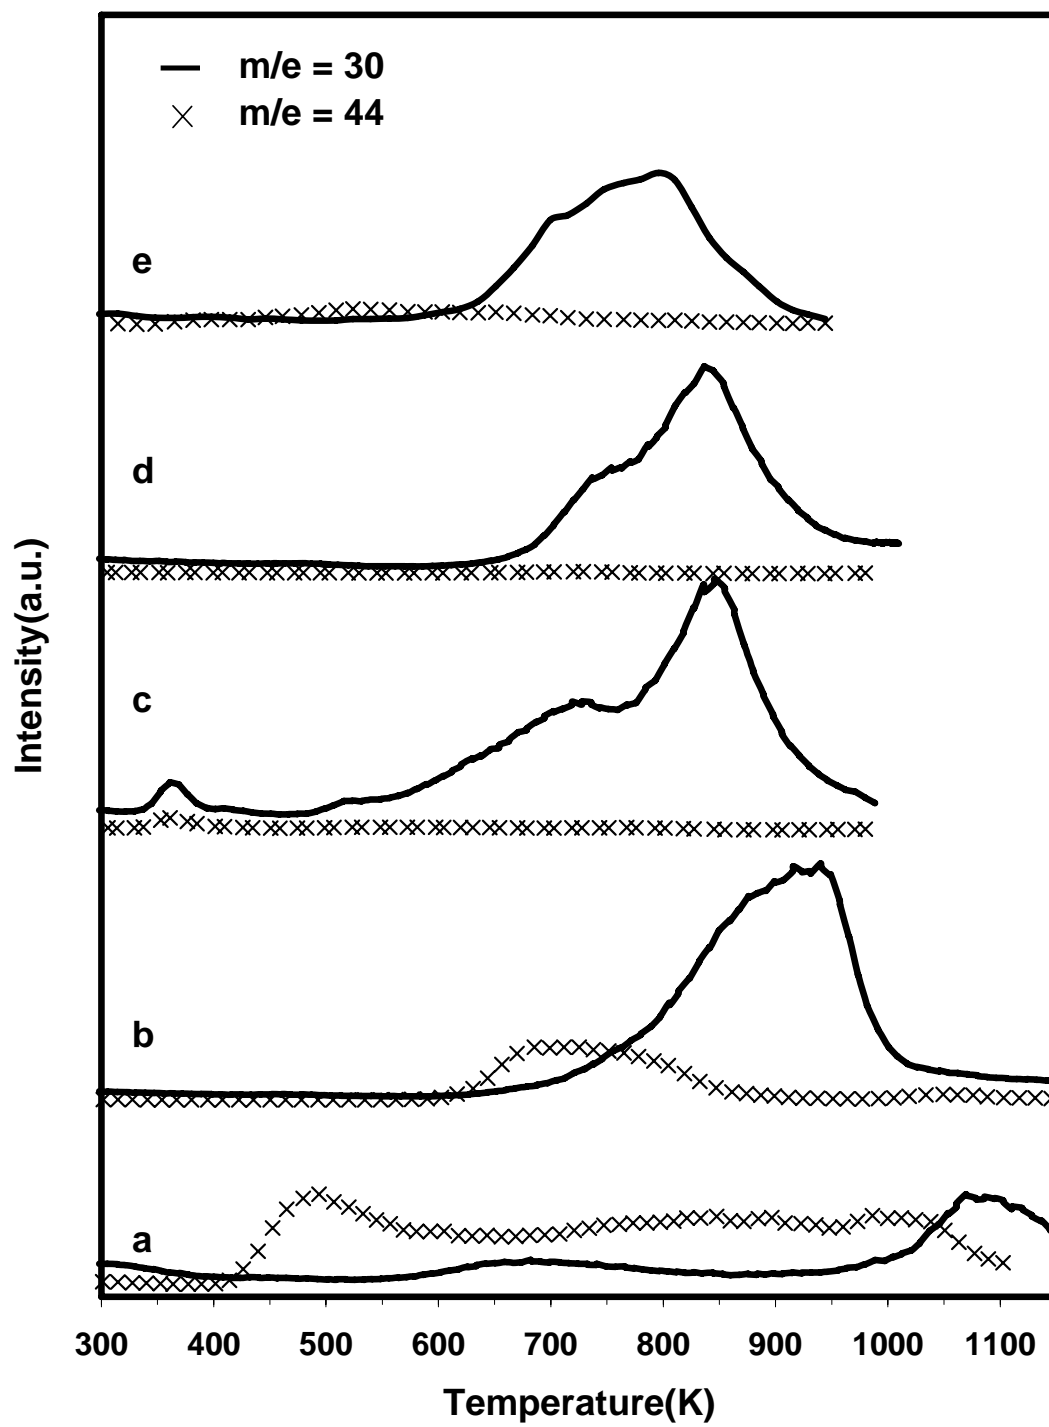 m/e = 30
m/e = 44
e
d
c
b
a
Intensity(a.u.)
300 400 500 600 700 800 900 1000 1100
Temperature(K)